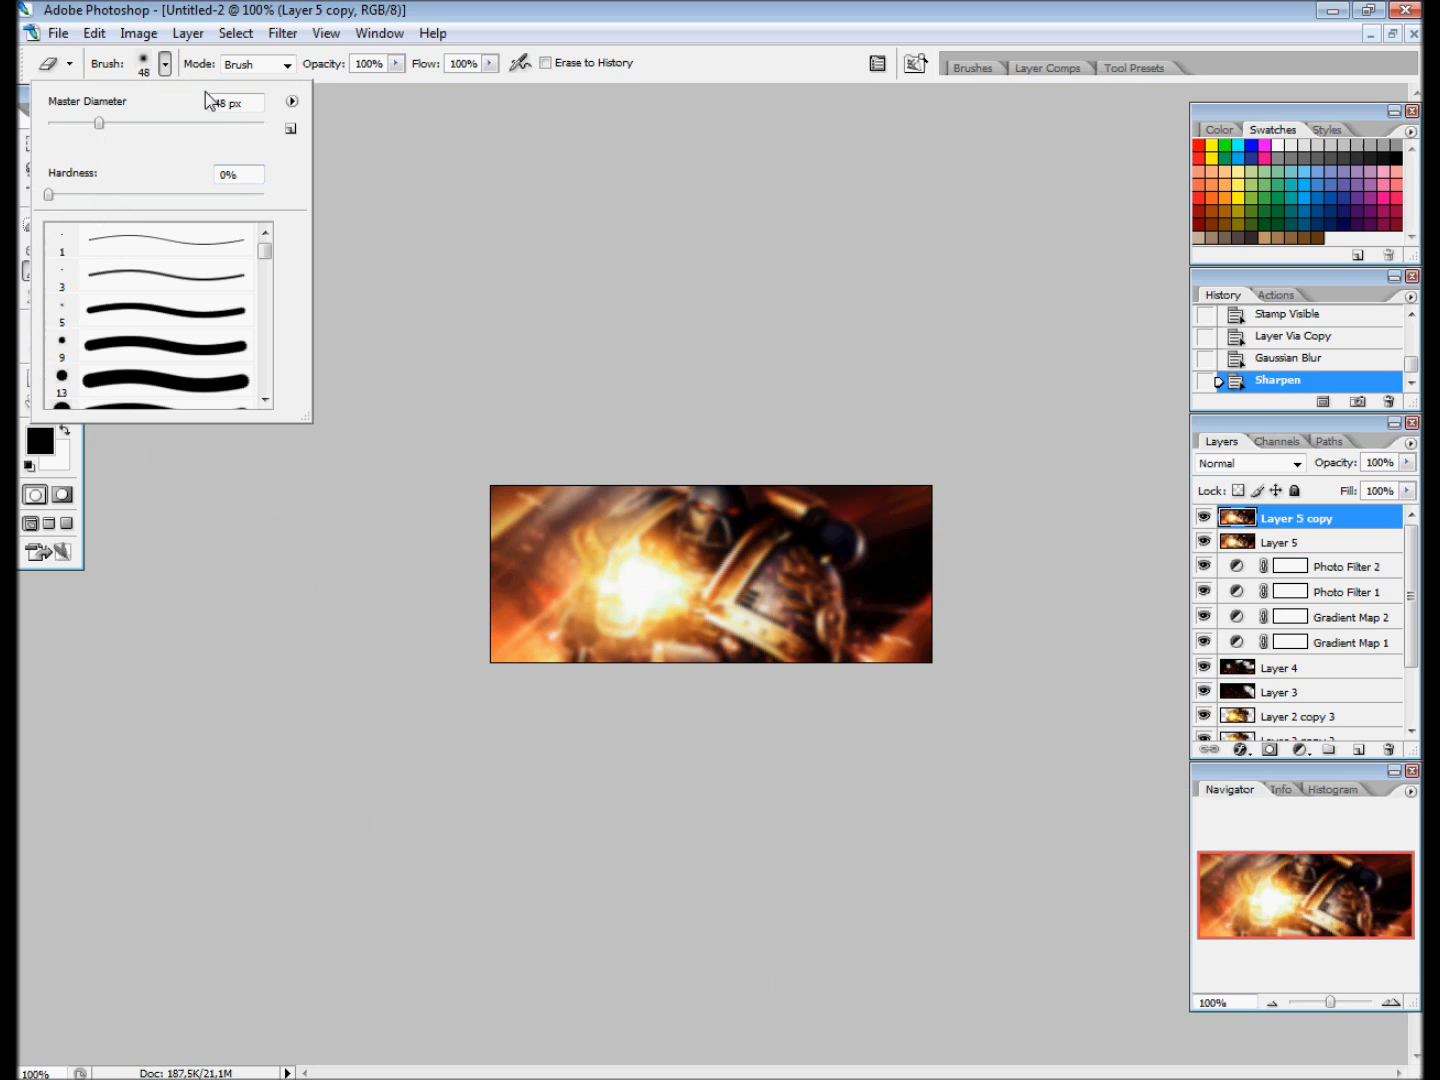 Adobe Photoshop - [Untitled-2 @ 100% (Layer 5 copy, RGB/8)]
File Edit Image Layer Select Filter View Window Help
Brush: 48 Mode: Brush Opacity: 100% Flow: 100% Erase to History
Brushes Layer Comps Tool Presets
Master Diameter 48 px
Hardness: 0%
1
3
5
9
13
Color Swatches Styles
History Actions
Stamp Visible
Layer Via Copy
Gaussian Blur
Sharpen
Layers Channels Paths
Normal Opacity: 100%
Lock: Fill: 100%
Layer 5 copy
Layer 5
Photo Filter 2
Photo Filter 1
Gradient Map 2
Gradient Map 1
Layer 4
Layer 3
Layer 2 copy 3
Navigator Info Histogram
100%
100% Doc: 187,5K/21,1M